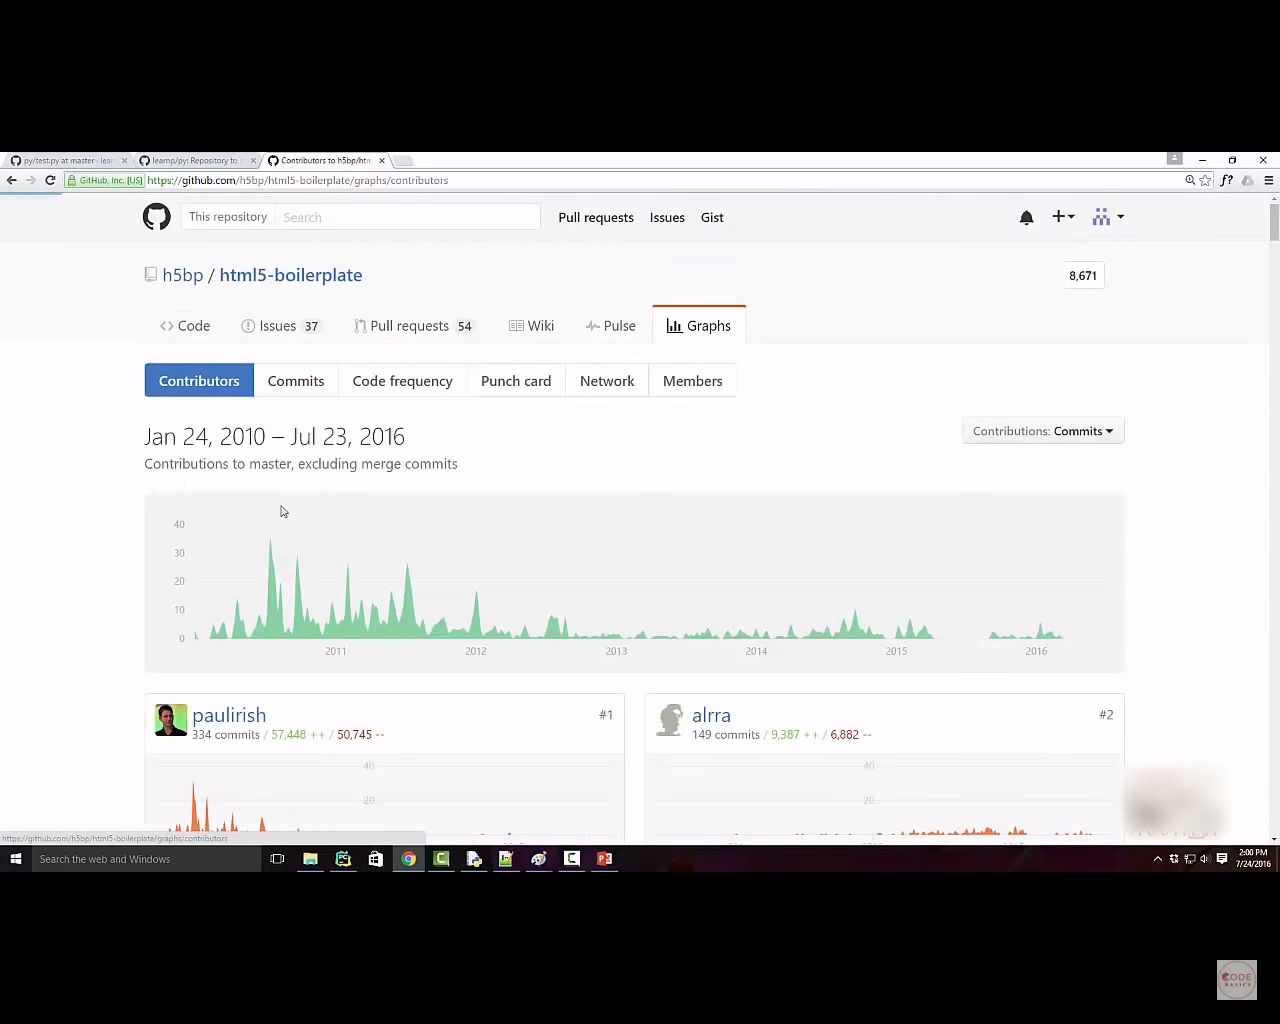 py/test.py at master · lear
learnp/py: Repository to
Contributors to h5bp/htm
GitHub, Inc. [US] https://github.com/h5bp/html5-boilerplate/graphs/contributors
This repository Search Pull requests Issues Gist
h5bp / html5-boilerplate 8,671
Code Issues 37 Pull requests 54 Wiki Pulse Graphs
Contributors Commits Code frequency Punch card Network Members
Jan 24, 2010 – Jul 23, 2016 Contributions: Commits
Contributions to master, excluding merge commits
40
30
20
10
0
2011 2012 2013 2014 2015 2016
paulirish #1
334 commits / 57,448 ++ / 50,745 --
40
20
alrra #2
149 commits / 9,387 ++ / 6,882 --
40
20
https://github.com/h5bp/html5-boilerplate/graphs/contributors
Search the web and Windows
2:00 PM
7/24/2016
CODE
BASICS